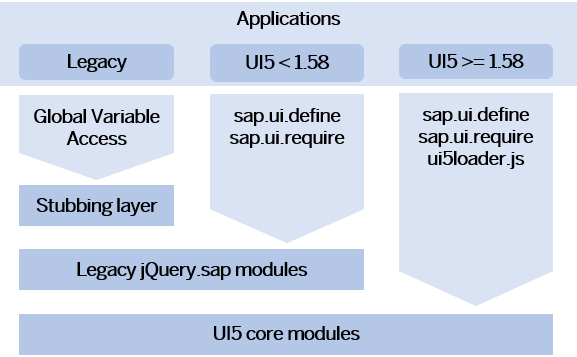 Applications
Legacy
UI5 < 1.58
UI5 >= 1.58
Global Variable
Access
sap.ui.define
sap.ui.require
sap.ui.define
sap.ui.require
ui5loader.js
Stubbing layer
Legacy jQuery.sap modules
UI5 core modules